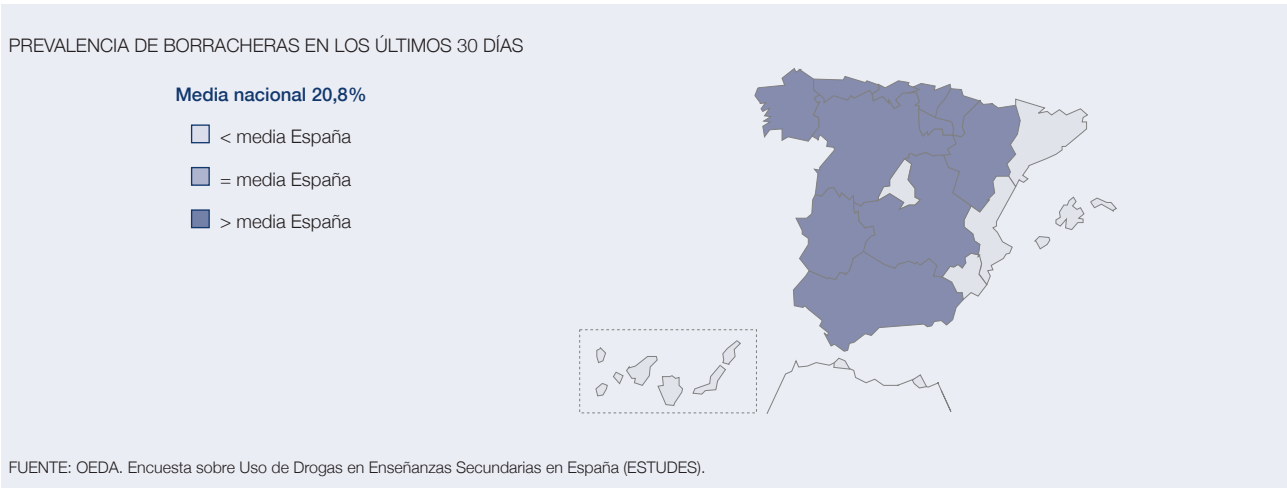 PREVALENCIA DE BORRACHERAS EN LOS ÚLTIMOS 30 DÍAS
Media nacional 20,8%
< media España
= media España
> media España
FUENTE: OEDA. Encuesta sobre Uso de Drogas en Enseñanzas Secundarias en España (ESTUDES).